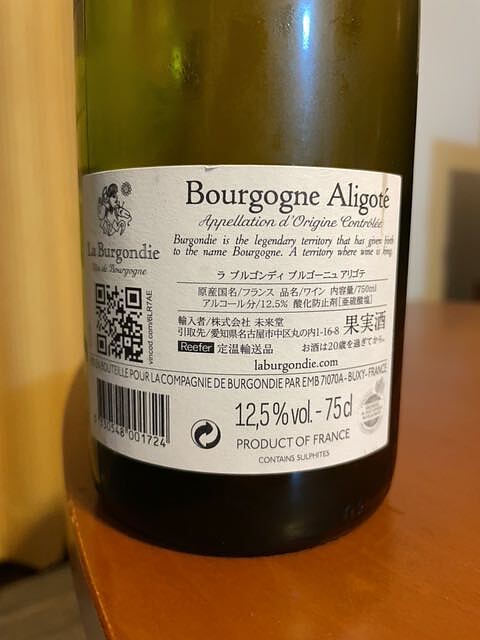 Bourgogne Aligoté
Appellation d'Origine Contrôlée
La Burgondie
Vins de Bourgogne
Burgondie is the legendary territory that has given birth
to the name Bourgogne. A territory where wine is
ラ ブルゴンディ ブルゴーニュ アリゴテ
原産国名/フランス 品名/ワイン 内容量/750ml
アルコール分/12.5% 酸化防止剤[亜硫酸塩]
輸入者/株式会社 未来堂
引取先/愛知県名古屋市中区丸の内1-16-8
果実酒
Reefer 定温輸送品
お酒は20歳を過ぎてから。
vincod.com/6LR7AE
laburgondie.com
BOUTEILLE POUR LA COMPAGNIE DE BURGONDIE PAR EMB 71070A - BUXY - FRANCE
12,5%vol. - 75cl
PRODUCT OF FRANCE
CONTAINS SULPHITES